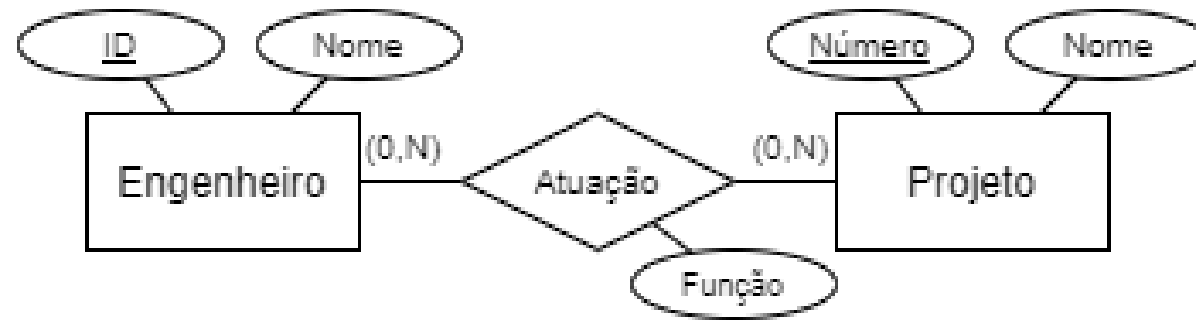 ID
Nome
Número
Nome
Engenheiro
(0,N)
Atuação
(0,N)
Projeto
Função